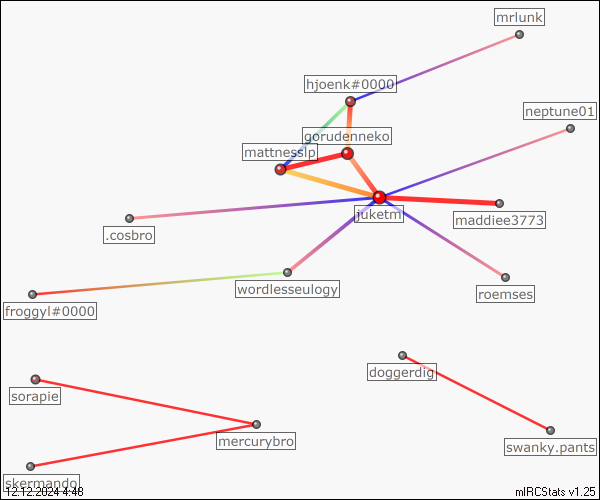 mrlunk
hjoenk#0000
neptune01
gorudenneko
mattnesslp
juketm
maddiee3773
.cosbro
wordlesseulogy
roemses
froggyl#0000
doggerdig
sorapie
mercurybro
swanky.pants
skermando
12.12.2024 4:48
mIRCStats v1.25